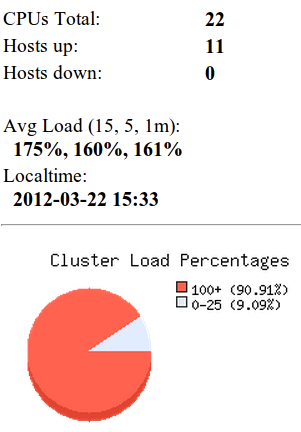 CPUs Total: 22
Hosts up: 11
Hosts down: 0
Avg Load (15, 5, 1m):
175%, 160%, 161%
Localtime:
2012-03-22 15:33
Cluster Load Percentages
100+ (90.91%)
0-25 (9.09%)